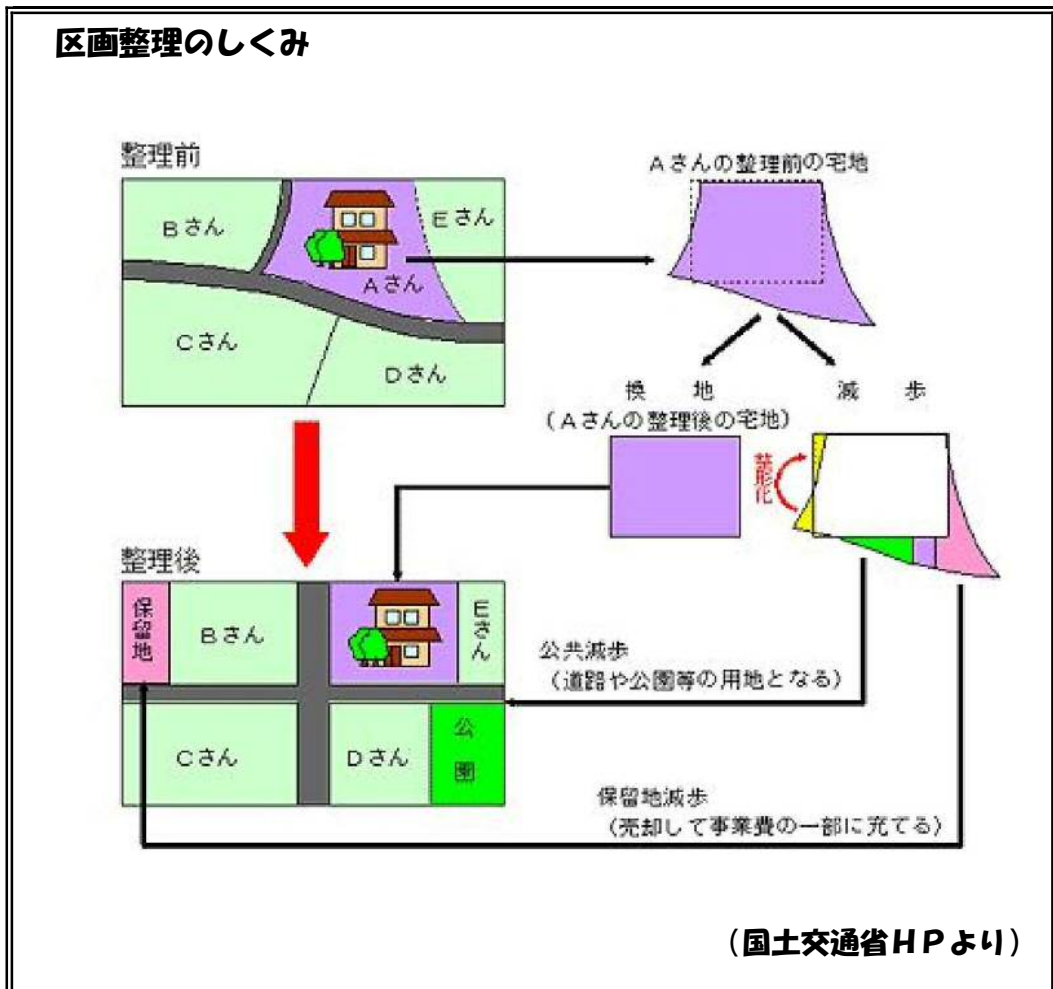 区画整理のしくみ
整理前
Bさん
Aさん
Eさん
Cさん
Dさん
Aさんの整理前の宅地
換 地
(Aさんの整理後の宅地)
減 歩
整形化
整理後
保留地
Bさん
Eさん
Cさん
Dさん
公園
公共減歩
(道路や公園等の用地となる)
保留地減歩
(売却して事業費の一部に充てる)
(国土交通省HPより)